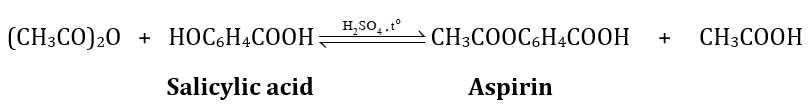 H₂SO₄ , t°
(CH₃CO)₂O + HOC₆H₄COOH ⇌ CH₃COOC₆H₄COOH + CH₃COOH
Salicylic acid Aspirin